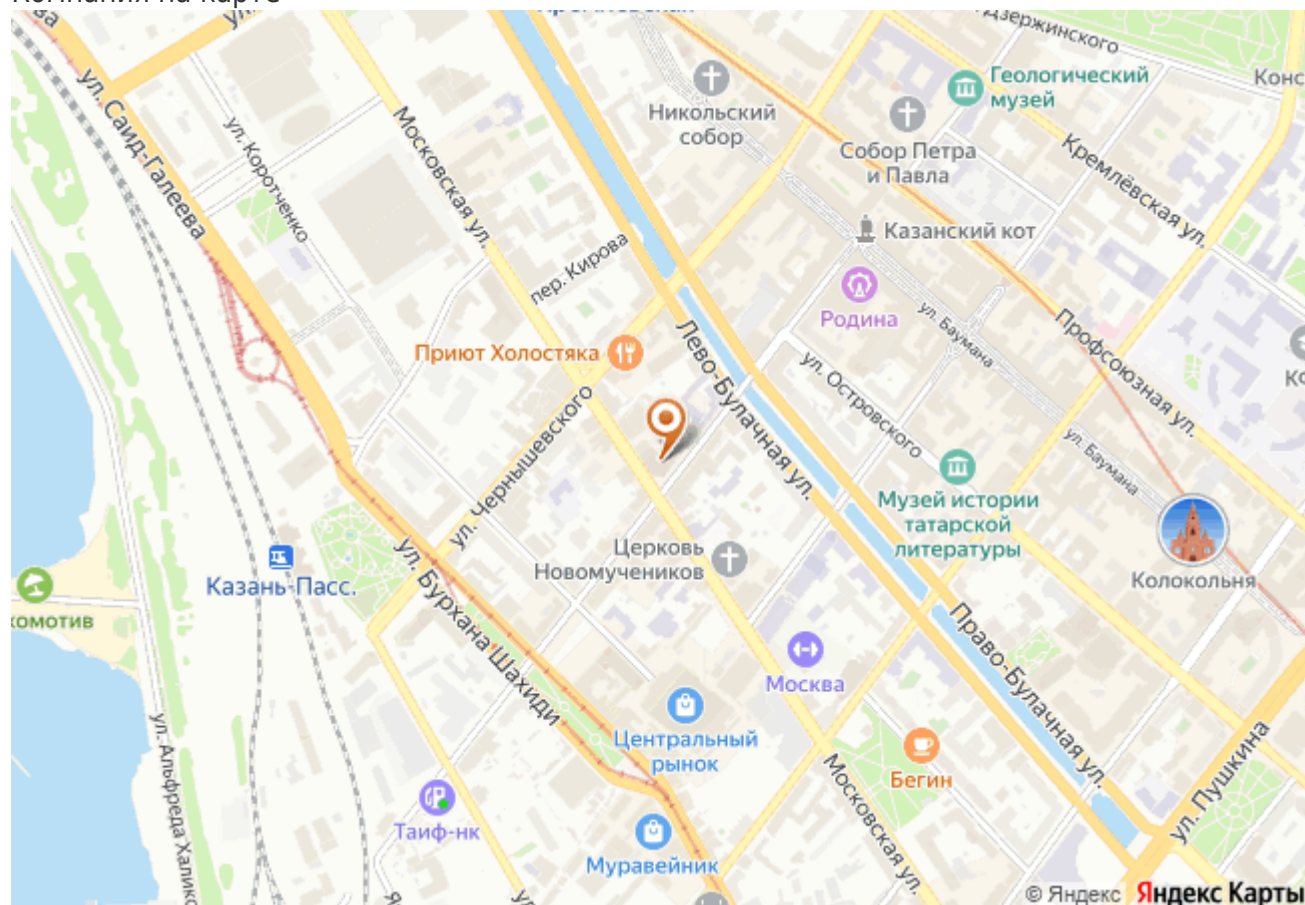 Компания на карте
ул. Саид-Галеева
ул. Коротченко
Московская ул.
пер. Кирова
Никольский
собор
Геологический
музей
Дзержинского
Собор Петра
и Павла
Кремлёвская ул.
Казанский кот
Родина
ул. Баумана
Профсоюзная ул.
Приют Холостяка
Лево-Булачная ул.
ул. Островского
ул. Чернышевского
ул. Баумана
Музей истории
татарской
литературы
Колокольня
Церковь
Новомучеников
Казань-Пасс.
ул. Бурхана Шахиди
Москва
Право-Булачная ул.
ул. Пушкина
Центральный
рынок
Бегин
Московская ул.
ул. Альфреда Халикова
Таиф-нк
Муравейник
© Яндекс Яндекс Карты